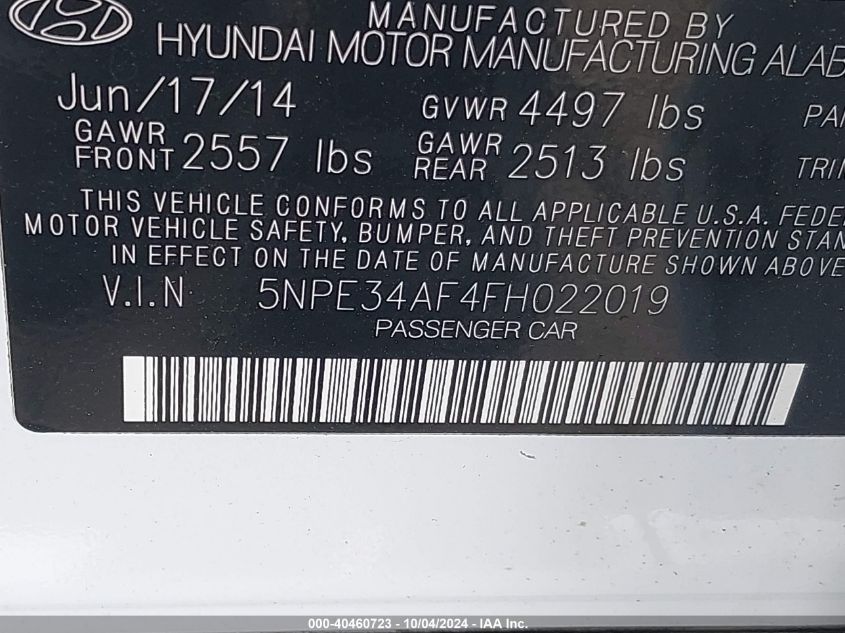 MANUFACTURED BY
HYUNDAI MOTOR MANUFACTURING ALAB
Jun/17/14 GVWR 4497 lbs PAI
GAWR FRONT 2557 lbs GAWR REAR 2513 lbs TRIM
THIS VEHICLE CONFORMS TO ALL APPLICABLE U.S.A. FEDE
MOTOR VEHICLE SAFETY, BUMPER, AND THEFT PREVENTION STAN
IN EFFECT ON THE DATE OF MANUFACTURE SHOWN ABOVE
V.I.N 5NPE34AF4FH022019
PASSENGER CAR
000-40460723 - 10/04/2024 - IAA Inc.